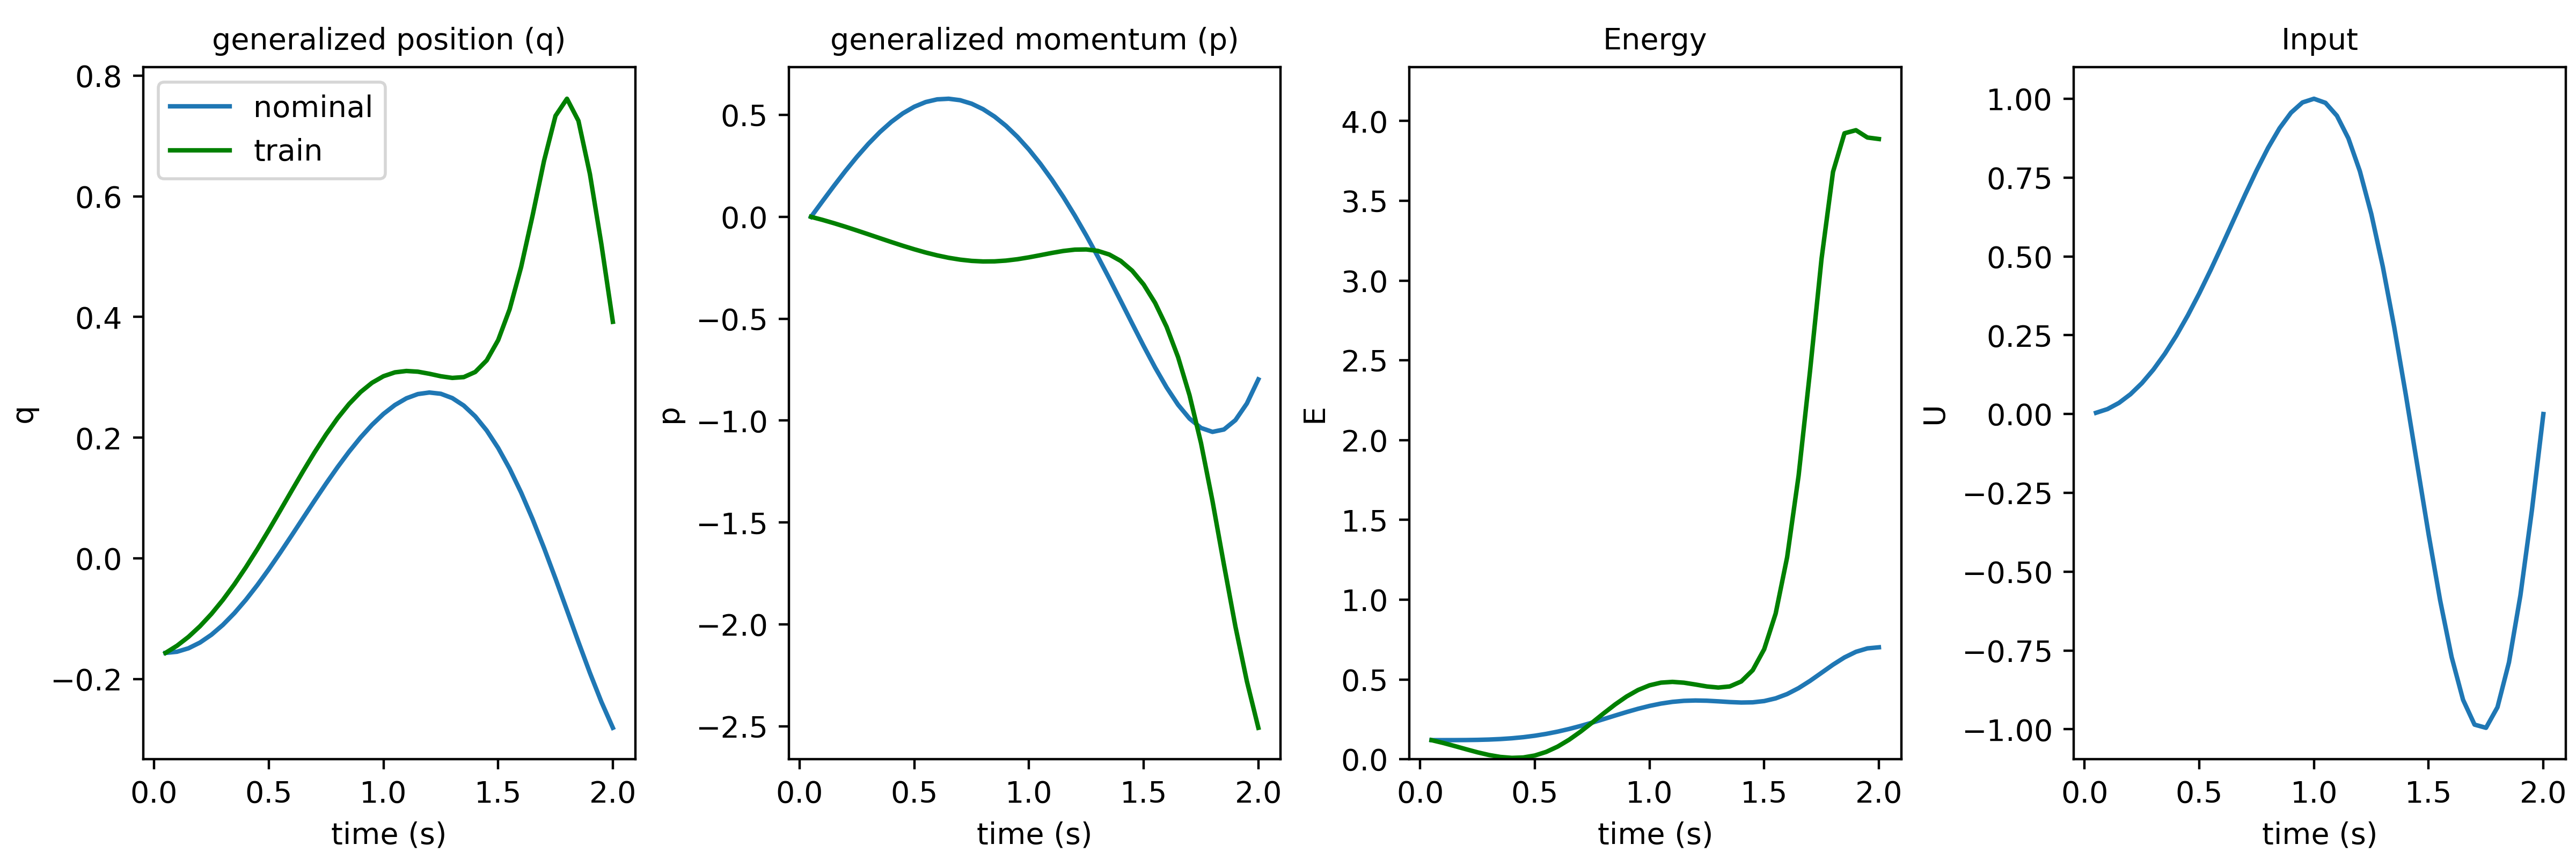 generalized position (q)
0.8
0.6
0.4
0.2
0.0
−0.2
q
nominal
train
0.0 0.5 1.0 1.5 2.0
time (s)
generalized momentum (p)
0.5
0.0
−0.5
−1.0
−1.5
−2.0
−2.5
p
0.0 0.5 1.0 1.5 2.0
time (s)
Energy
4.0
3.5
3.0
2.5
2.0
1.5
1.0
0.5
0.0
E
0.0 0.5 1.0 1.5 2.0
time (s)
Input
1.00
0.75
0.50
0.25
0.00
−0.25
−0.50
−0.75
−1.00
U
0.0 0.5 1.0 1.5 2.0
time (s)